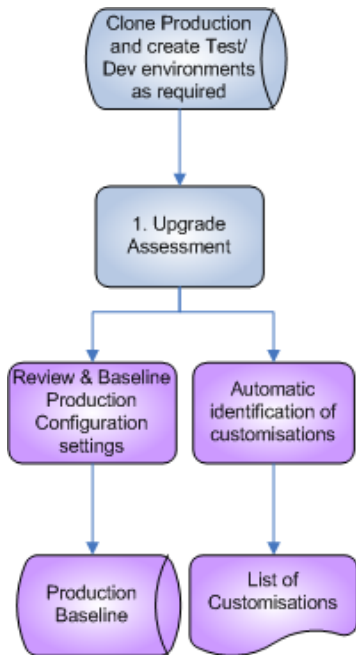 Clone Production
and create Test/
Dev environments
as required
1. Upgrade
Assessment
Review & Baseline
Production
Configuration
settings
Automatic
identification of
customisations
Production
Baseline
List of
Customisations